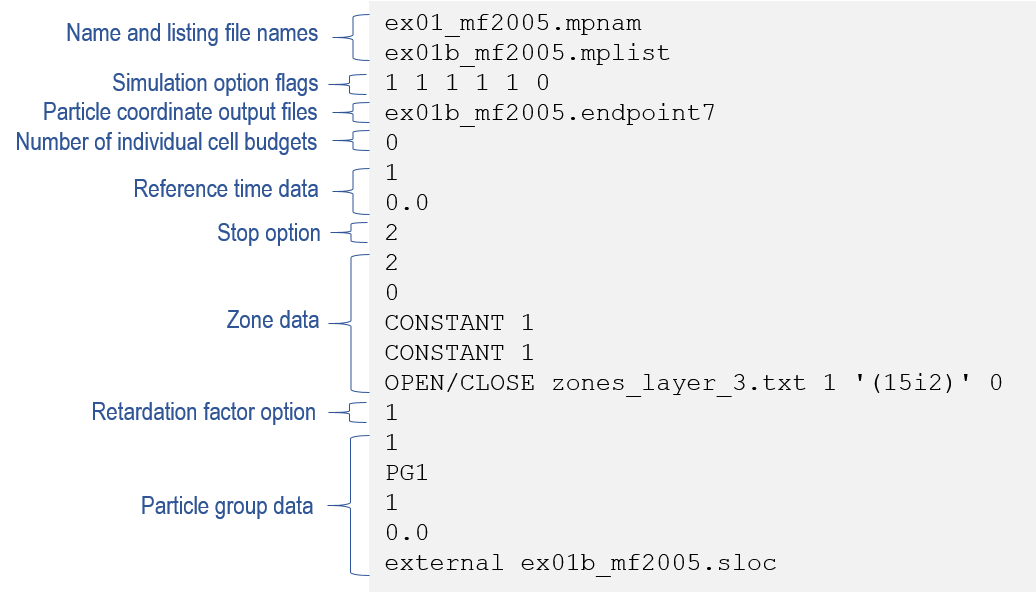 Name and listing file names
ex01_mf2005.mpnam
ex01b_mf2005.mplist
Simulation option flags
1 1 1 1 1 0
Particle coordinate output files
ex01b_mf2005.endpoint7
Number of individual cell budgets
0
Reference time data
1
0.0
Stop option
2
Zone data
2
0
CONSTANT 1
CONSTANT 1
OPEN/CLOSE zones_layer_3.txt 1 '(15i2)' 0
Retardation factor option
1
Particle group data
1
PG1
1
0.0
external ex01b_mf2005.sloc